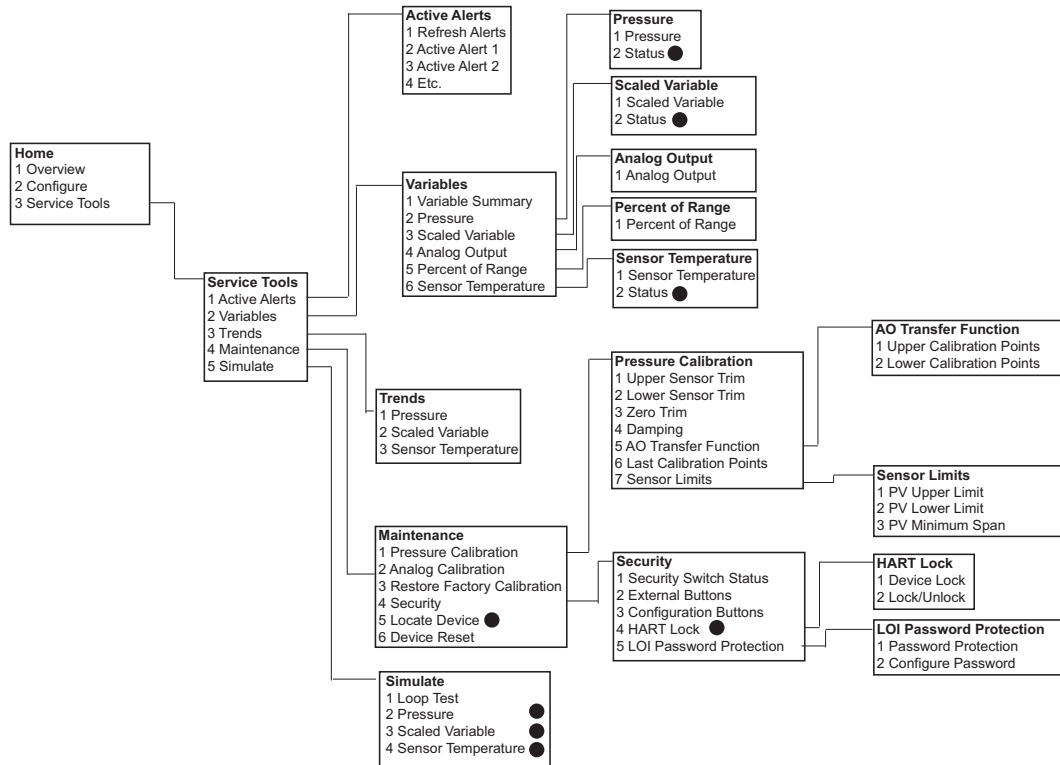 Home
1 Overview
2 Configure
3 Service Tools
Service Tools
1 Active Alerts
2 Variables
3 Trends
4 Maintenance
5 Simulate
Active Alerts
1 Refresh Alerts
2 Active Alert 1
3 Active Alert 2
4 Etc.
Variables
1 Variable Summary
2 Pressure
3 Scaled Variable
4 Analog Output
5 Percent of Range
6 Sensor Temperature
Trends
1 Pressure
2 Scaled Variable
3 Sensor Temperature
Maintenance
1 Pressure Calibration
2 Analog Calibration
3 Restore Factory Calibration
4 Security
5 Locate Device
6 Device Reset
Simulate
1 Loop Test
2 Pressure
3 Scaled Variable
4 Sensor Temperature
Pressure
1 Pressure
2 Status
Scaled Variable
1 Scaled Variable
2 Status
Analog Output
1 Analog Output
Percent of Range
1 Percent of Range
Sensor Temperature
1 Sensor Temperature
2 Status
Pressure Calibration
1 Upper Sensor Trim
2 Lower Sensor Trim
3 Zero Trim
4 Damping
5 AO Transfer Function
6 Last Calibration Points
7 Sensor Limits
Security
1 Security Switch Status
2 External Buttons
3 Configuration Buttons
4 HART Lock
5 LOI Password Protection
AO Transfer Function
1 Upper Calibration Points
2 Lower Calibration Points
Sensor Limits
1 PV Upper Limit
2 PV Lower Limit
3 PV Minimum Span
HART Lock
1 Device Lock
2 Lock/Unlock
LOI Password Protection
1 Password Protection
2 Configure Password